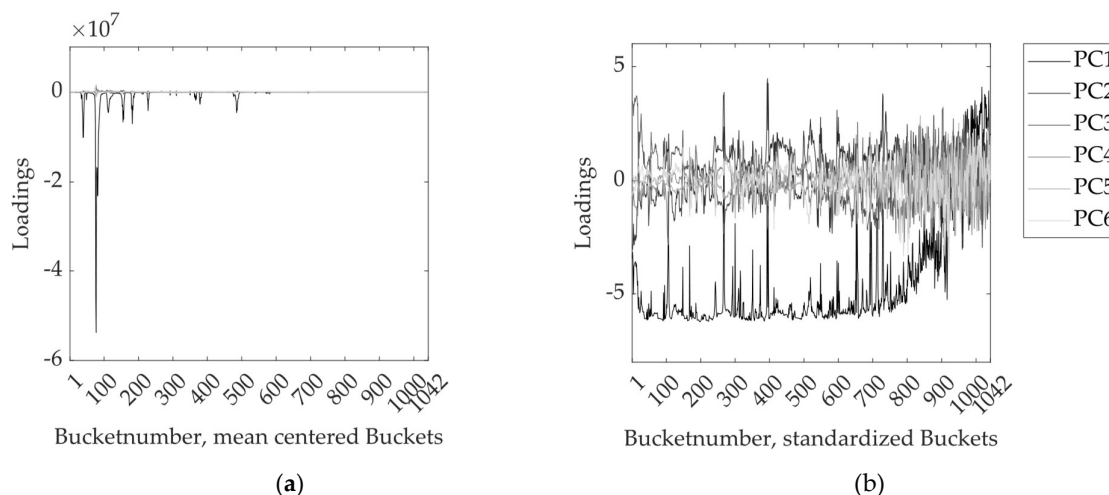 ×10⁷
0
-2
-4
-6
Loadings
1
100
200
300
400
500
600
700
800
900
1000
1042
Bucketnumber, mean centered Buckets
(a)
5
0
-5
Loadings
1
100
200
300
400
500
600
700
800
900
1000
1042
Bucketnumber, standardized Buckets
(b)
PC1
PC2
PC3
PC4
PC5
PC6